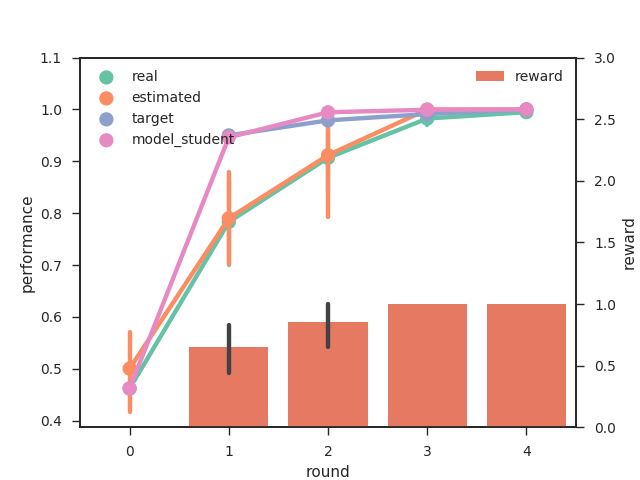 1.1
1.0
0.9
0.8
0.7
0.6
0.5
0.4
performance
real
estimated
target
model_student
reward
3.0
2.5
2.0
1.5
1.0
0.5
0.0
reward
0 1 2 3 4
round